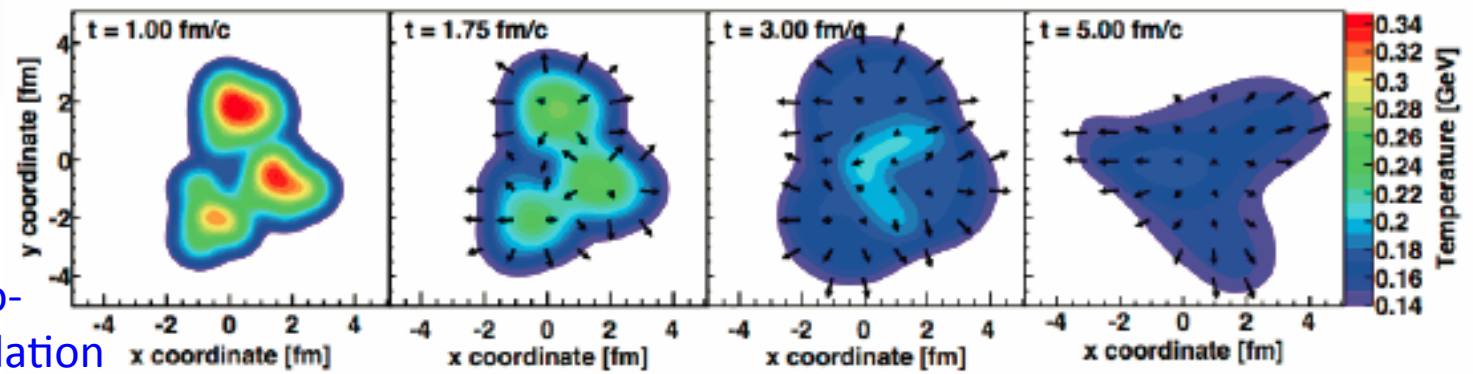 t = 1.00 fm/c
t = 1.75 fm/c
t = 3.00 fm/c
t = 5.00 fm/c
y coordinate [fm]
4
2
0
-2
-4
-4 -2 0 2 4
-4 -2 0 2 4
-4 -2 0 2 4
-4 -2 0 2 4
x coordinate [fm]
x coordinate [fm]
x coordinate [fm]
x coordinate [fm]
0.34
0.32
0.3
0.28
0.26
0.24
0.22
0.2
0.18
0.16
0.14
Temperature [GeV]